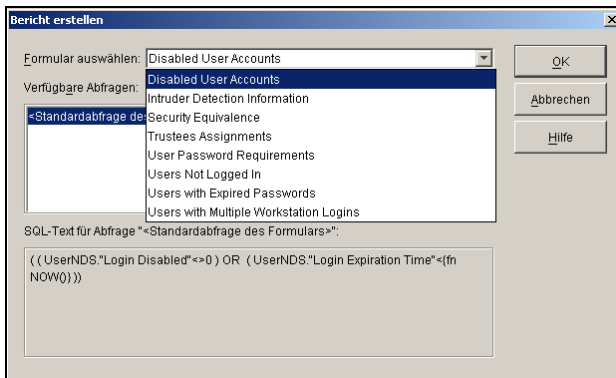 Bericht erstellen
Formular auswählen: Disabled User Accounts
OK
Disabled User Accounts
Verfügbare Abfragen:
Intruder Detection Information
Abbrechen
<Standardabfrage de
Security Equivalence
Trustees Assignments
Hilfe
User Password Requirements
Users Not Logged In
Users with Expired Passwords
Users with Multiple Workstation Logins
SQL-Text für Abfrage "<Standardabfrage des Formulars>":
( ( UserNDS."Login Disabled"<>0 ) OR ( UserNDS."Login Expiration Time"<{fn
NOW()} ))